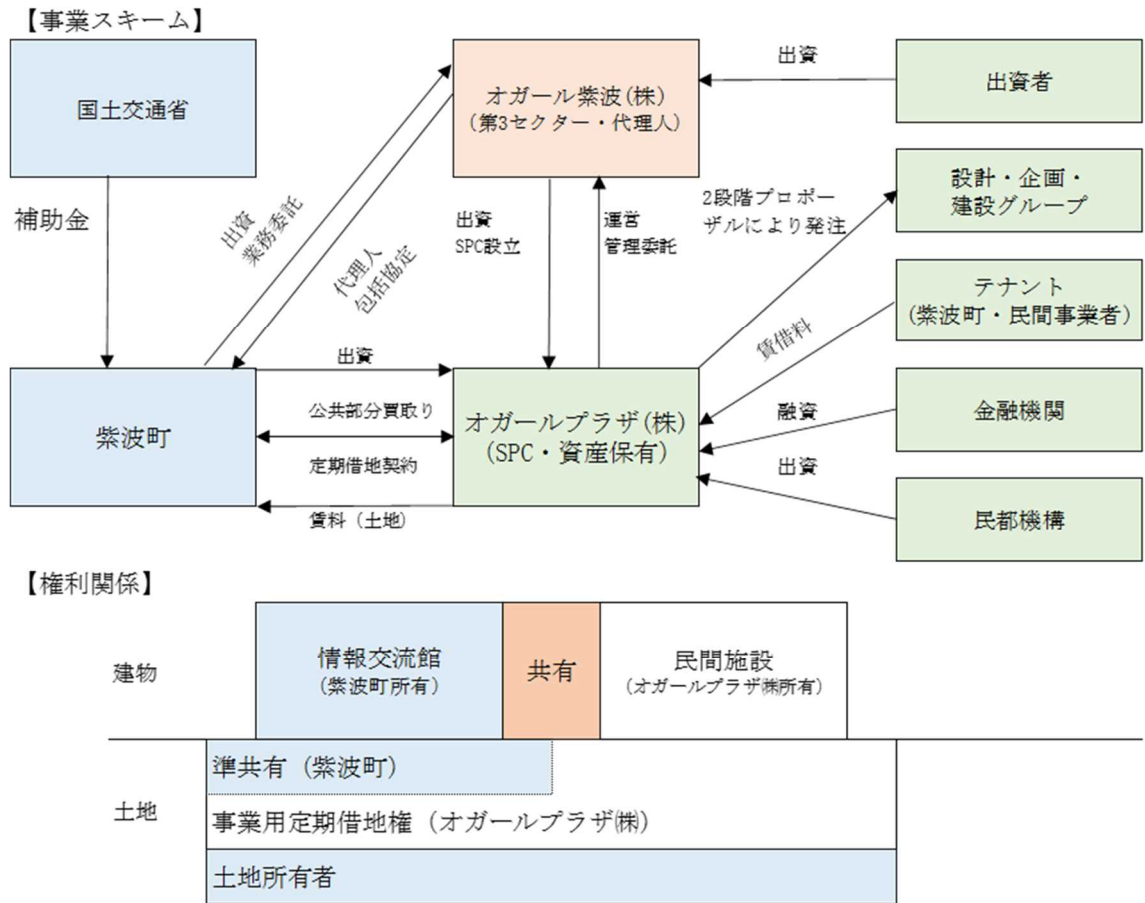 【事業スキーム】
国土交通省
オガール紫波(株)
(第3セクター・代理人)
出資
出資者
補助金
出資
業務委託
代理人
包括協定
出資
SPC設立
運営
管理委託
2段階プロポー
ザルにより発注
設計・企画・
建設グループ
テナント
(紫波町・民間事業者)
賃借料
紫波町
出資
公共部分買取り
定期借地契約
賃料（土地）
オガールプラザ(株)
(SPC・資産保有)
融資
金融機関
出資
民都機構
【権利関係】
建物
情報交流館
(紫波町所有)
共有
民間施設
(オガールプラザ㈱所有)
土地
準共有（紫波町）
事業用定期借地権（オガールプラザ㈱）
土地所有者